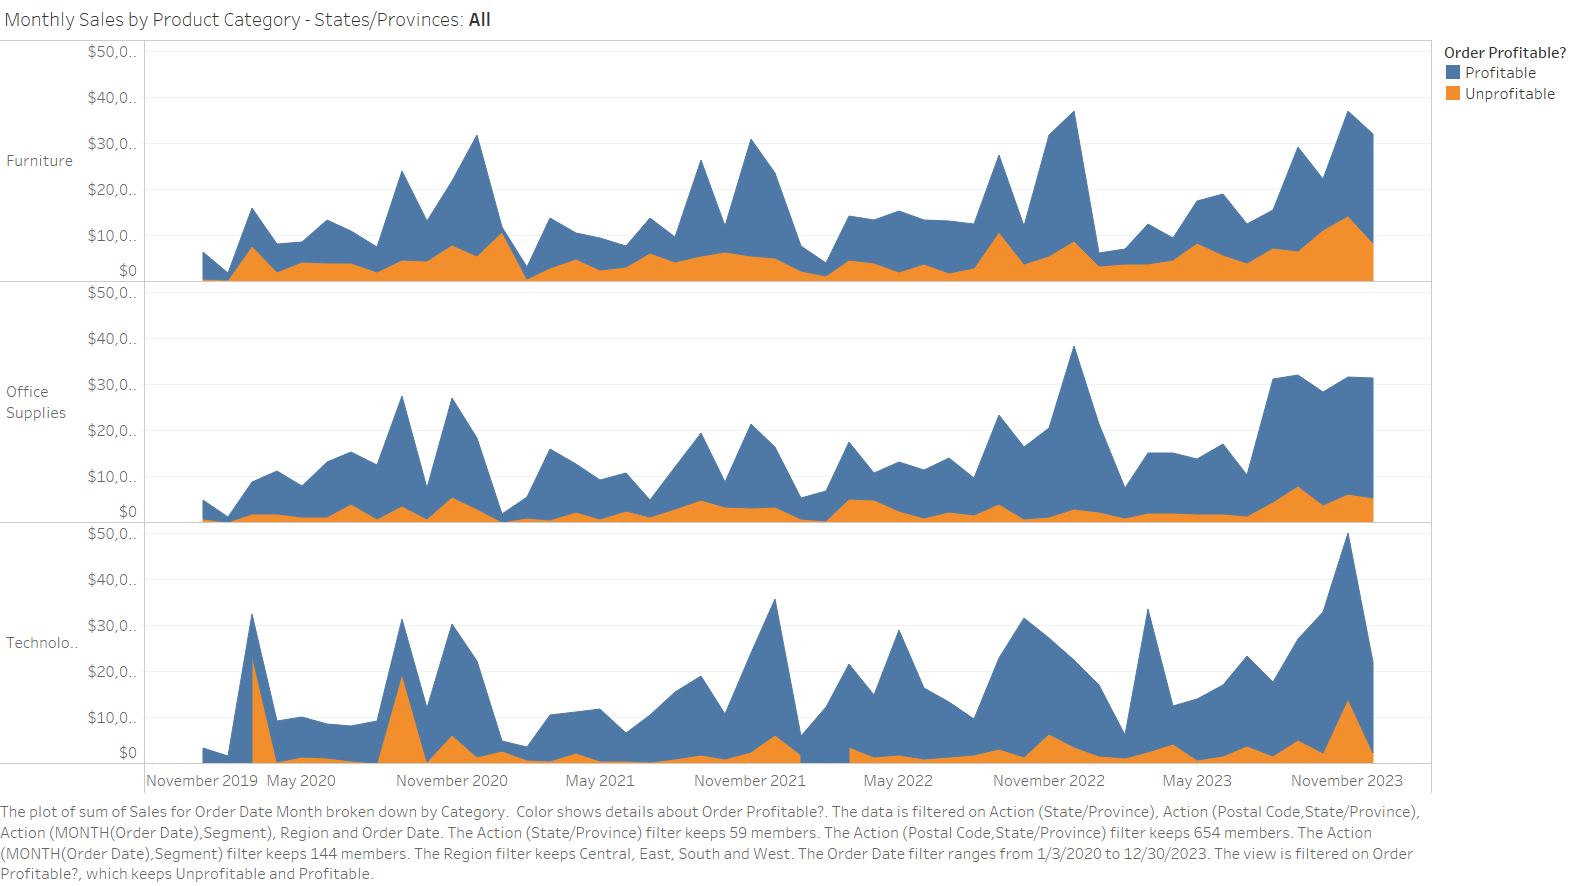 Monthly Sales by Product Category - States/Provinces: All
Order Profitable?
Profitable
Unprofitable
Furniture
$50,0..
$40,0..
$30,0..
$20,0..
$10,0..
$0
Office
Supplies
$50,0..
$40,0..
$30,0..
$20,0..
$10,0..
$0
Technolo..
$50,0..
$40,0..
$30,0..
$20,0..
$10,0..
$0
November 2019 May 2020 November 2020 May 2021 November 2021 May 2022 November 2022 May 2023 November 2023
The plot of sum of Sales for Order Date Month broken down by Category.  Color shows details about Order Profitable?. The data is filtered on Action (State/Province), Action (Postal Code,State/Province),
Action (MONTH(Order Date),Segment), Region and Order Date. The Action (State/Province) filter keeps 59 members. The Action (Postal Code,State/Province) filter keeps 654 members. The Action
(MONTH(Order Date),Segment) filter keeps 144 members. The Region filter keeps Central, East, South and West. The Order Date filter ranges from 1/3/2020 to 12/30/2023. The view is filtered on Order
Profitable?, which keeps Unprofitable and Profitable.